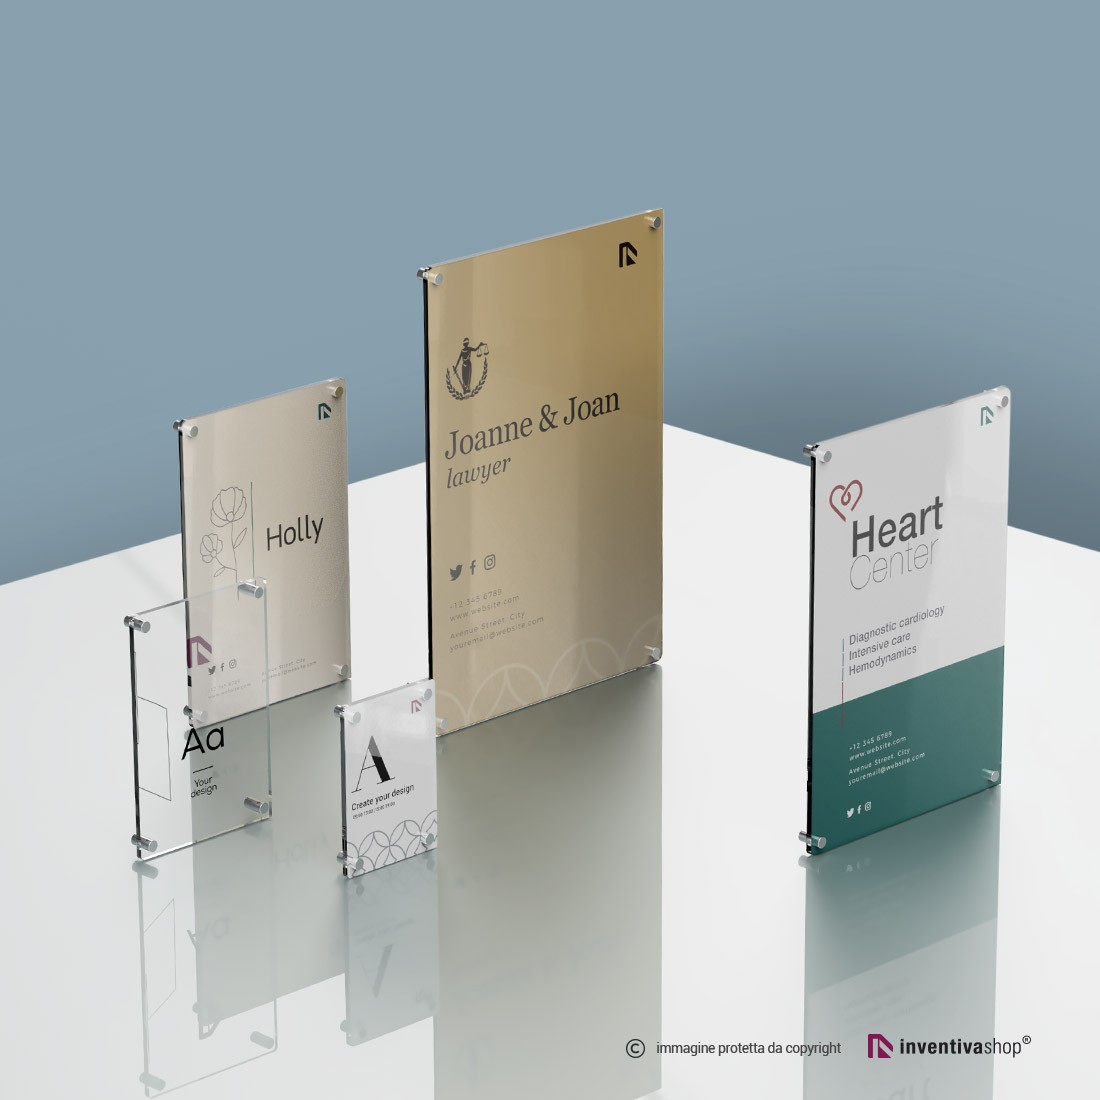 Joanne & Joan
lawyer
+12 345 6789
www.website.com
Avenue Street, City
youremail@website.com
Holly
Aa
Your
design
A
Create your design
Heart
Center
Diagnostic cardiology
Intensive care
Hemodynamics
+12 345 6789
www.website.com
Avenue Street, City
youremail@website.com
© immagine protetta da copyright
inventivashop®